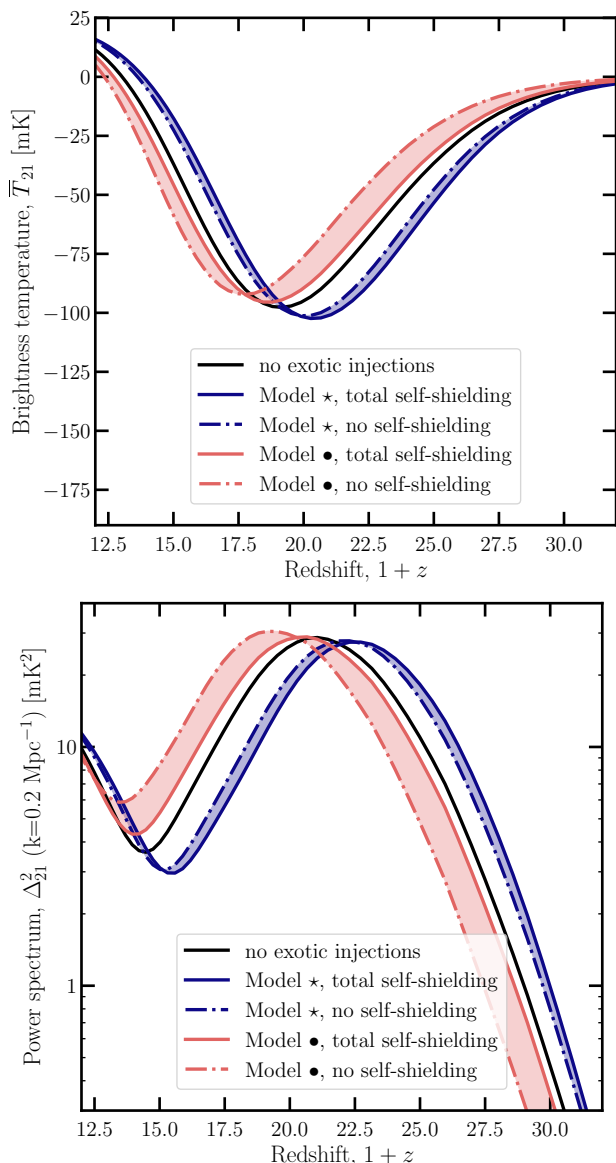 25
0
−25
−50
−75
−100
−125
−150
−175
Brightness temperature, T̅₂₁ [mK]
no exotic injections
Model ⋆, total self-shielding
Model ⋆, no self-shielding
Model ●, total self-shielding
Model ●, no self-shielding
12.5 15.0 17.5 20.0 22.5 25.0 27.5 30.0
Redshift, 1 + z
10
1
Power spectrum, Δ²₂₁ (k=0.2 Mpc⁻¹) [mK²]
no exotic injections
Model ⋆, total self-shielding
Model ⋆, no self-shielding
Model ●, total self-shielding
Model ●, no self-shielding
12.5 15.0 17.5 20.0 22.5 25.0 27.5 30.0
Redshift, 1 + z